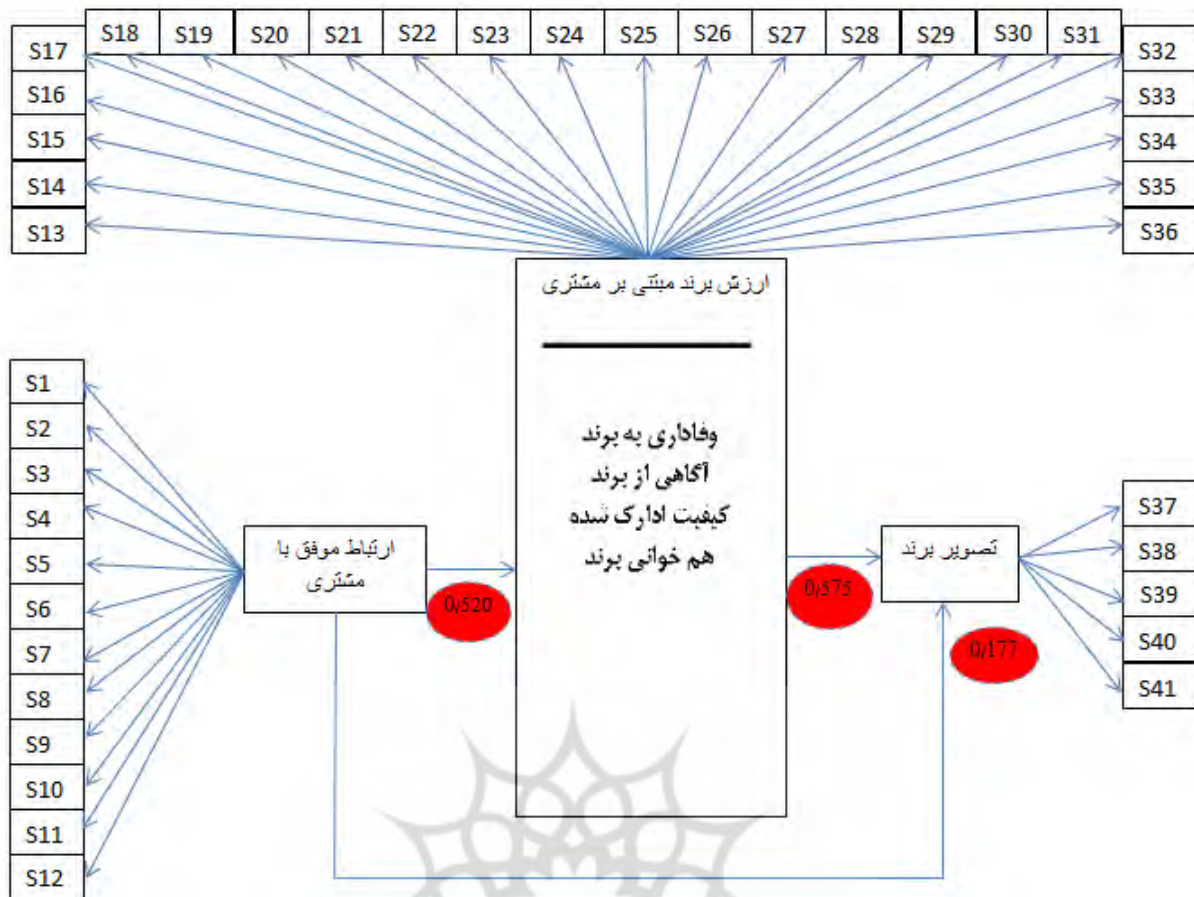 S18 S19 S20 S21 S22 S23 S24 S25 S26 S27 S28 S29 S30 S31
S17
S16
S15
S14
S13
S32
S33
S34
S35
S36
ارزش برند مبتنی بر مشتری
وفاداری به برند
آگاهی از برند
کیفیت ادارک شده
هم خوانی برند
S1
S2
S3
S4
S5
S6
S7
S8
S9
S10
S11
S12
ارتباط موفق با
مشتری
0/520
0/575
تصویر برند
0/177
S37
S38
S39
S40
S41